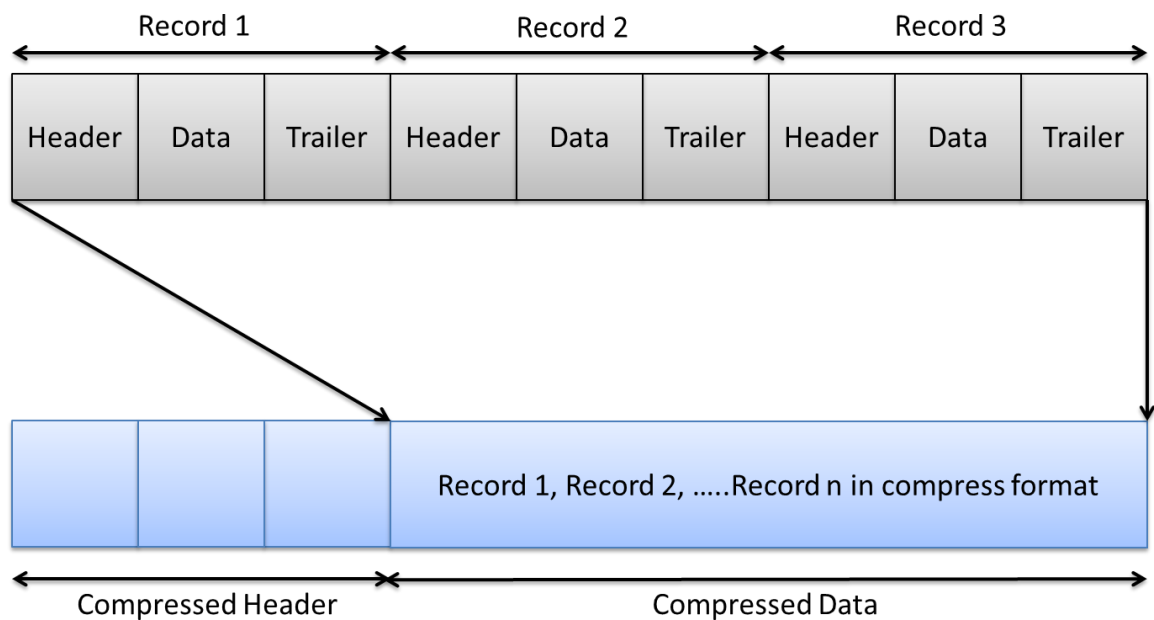 Record 1
Record 2
Record 3
Header
Data
Trailer
Header
Data
Trailer
Header
Data
Trailer
Record 1, Record 2, .....Record n in compress format
Compressed Header
Compressed Data